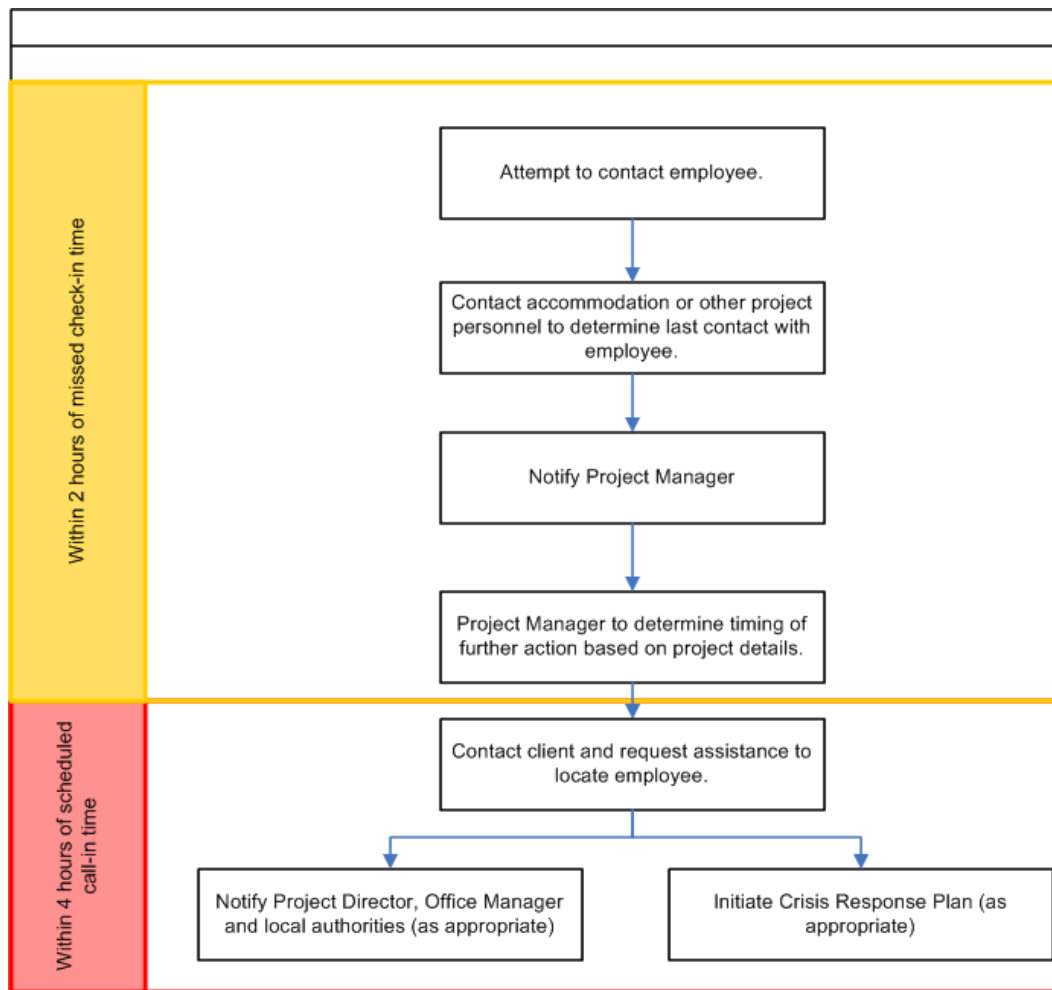 Within 2 hours of missed check-in time
Attempt to contact employee.
Contact accommodation or other project
personnel to determine last contact with
employee.
Notify Project Manager
Project Manager to determine timing of
further action based on project details.
Within 4 hours of scheduled
call-in time
Contact client and request assistance to
locate employee.
Notify Project Director, Office Manager
and local authorities (as appropriate)
Initiate Crisis Response Plan (as
appropriate)